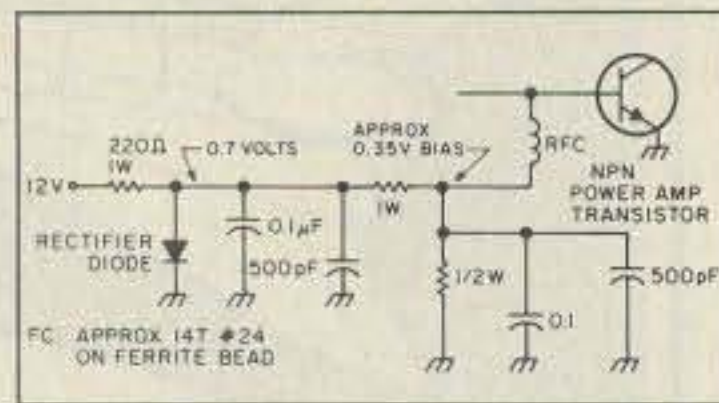 220Ω
1W
0.7 VOLTS
APPROX
0.35V BIAS
RFC
NPN
POWER AMP
TRANSISTOR
12V
1W
RECTIFIER
DIODE
0.1µF
500pF
1/2W
0.1
500pF
FC APPROX 14T #24
ON FERRITE BEAD